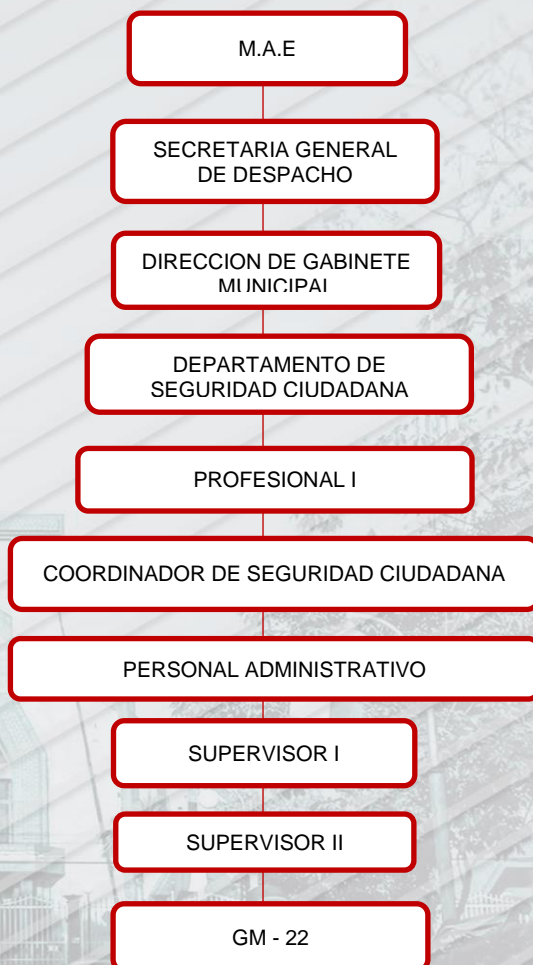 M.A.E
SECRETARIA GENERAL
DE DESPACHO
DIRECCION DE GABINETE
MUNICIPAL
DEPARTAMENTO DE
SEGURIDAD CIUDADANA
PROFESIONAL I
COORDINADOR DE SEGURIDAD CIUDADANA
PERSONAL ADMINISTRATIVO
SUPERVISOR I
SUPERVISOR II
GM - 22